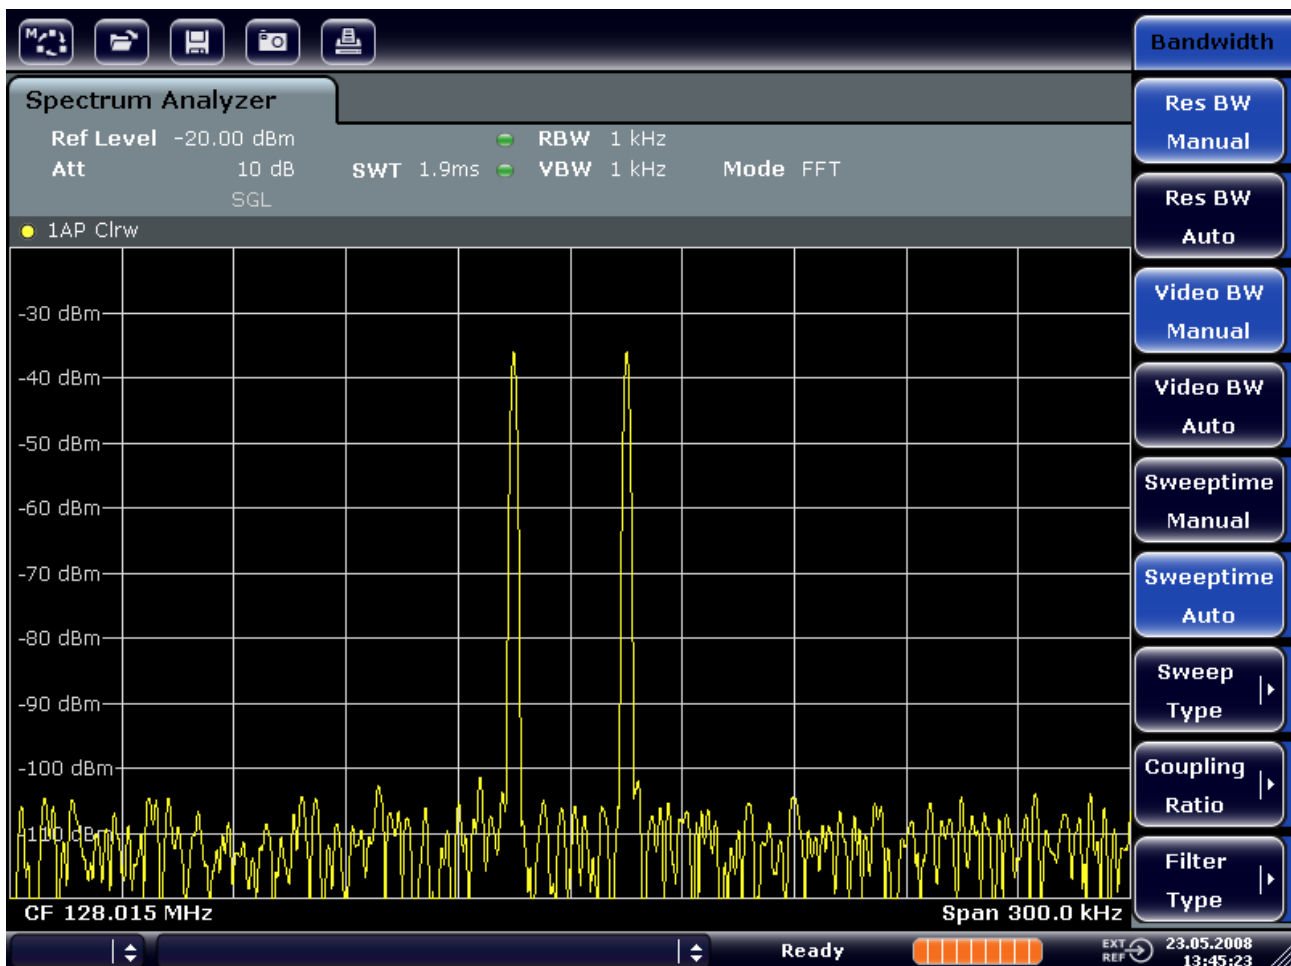 M
Bandwidth
Spectrum Analyzer
Ref Level -20.00 dBm RBW 1 kHz
Att 10 dB SWT 1.9ms VBW 1 kHz Mode FFT
SGL
1AP Clrw
-30 dBm
-40 dBm
-50 dBm
-60 dBm
-70 dBm
-80 dBm
-90 dBm
-100 dBm
-110 dBm
CF 128.015 MHz Span 300.0 kHz
Res BW
Manual
Res BW
Auto
Video BW
Manual
Video BW
Auto
Sweeptime
Manual
Sweeptime
Auto
Sweep
Type
Coupling
Ratio
Filter
Type
Ready
EXT
REF
23.05.2008
13:45:23